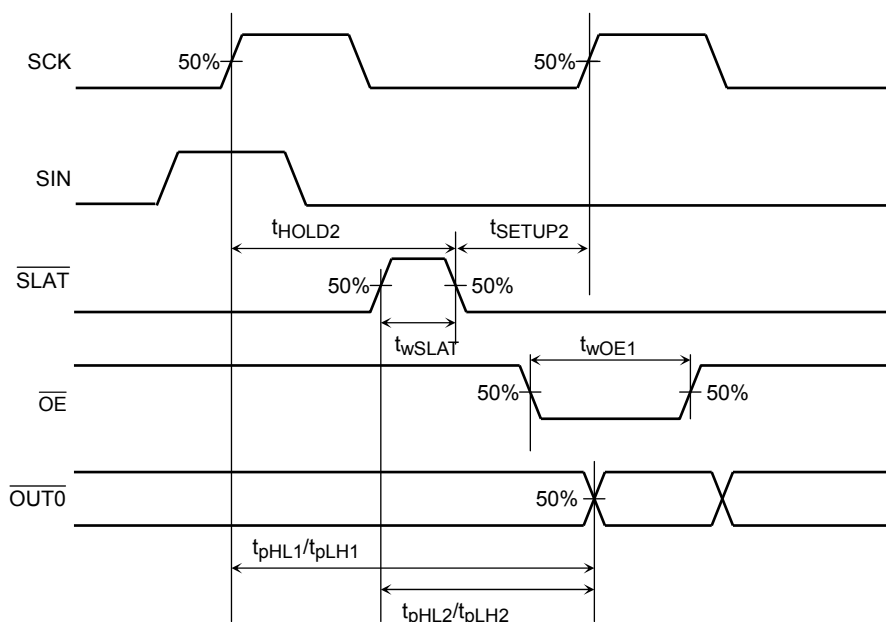 SCK
50%
50%
SIN
tHOLD2
tSETUP2
SLAT
50%
50%
twSLAT
twOE1
OE
50%
50%
OUT0
50%
tpHL1/tpLH1
tpHL2/tpLH2